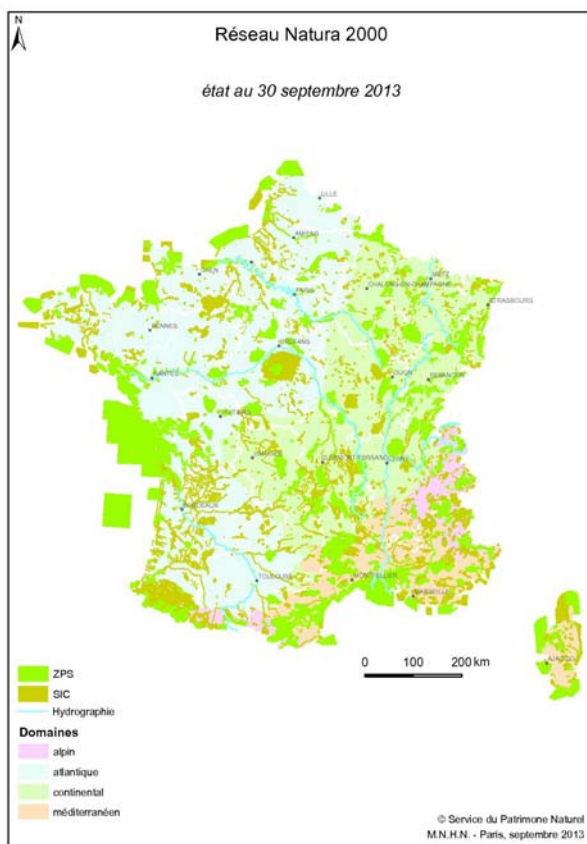 N
Réseau Natura 2000
état au 30 septembre 2013
LILLE
AMIENS
CAEN
METZ
CHALONS-EN-CHAMPAGNE
PARIS
STRASBOURG
RENNES
ORLEANS
NANTES
DIJON
BESANCON
POITIERS
LIMOGES
CLERMONT-FERRAND
BORDEAUX
TOULOUSE
MONTPELLIER
MARSEILLE
AJACCIO
0 100 200 km
ZPS
SIC
Hydrographie
Domaines
alpin
atlantique
continental
méditerranéen
© Service du Patrimone Naturel
M.N.H.N. - Paris, septembre 2013